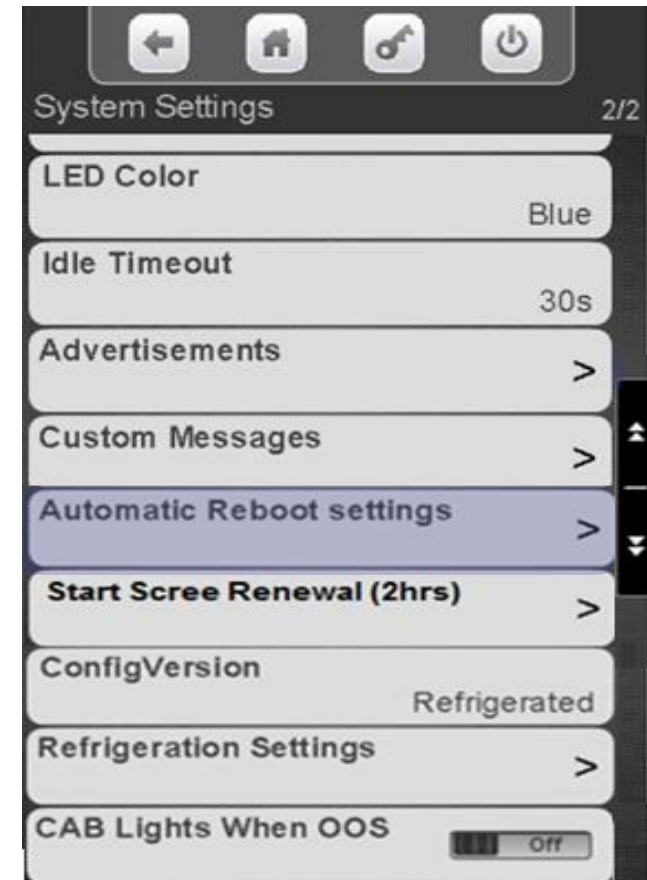 System Settings 2/2
LED Color
Blue
Idle Timeout
30s
Advertisements
>
Custom Messages
>
Automatic Reboot settings
>
Start Scree Renewal (2hrs)
>
ConfigVersion
Refrigerated
Refrigeration Settings
>
CAB Lights When OOS
Off